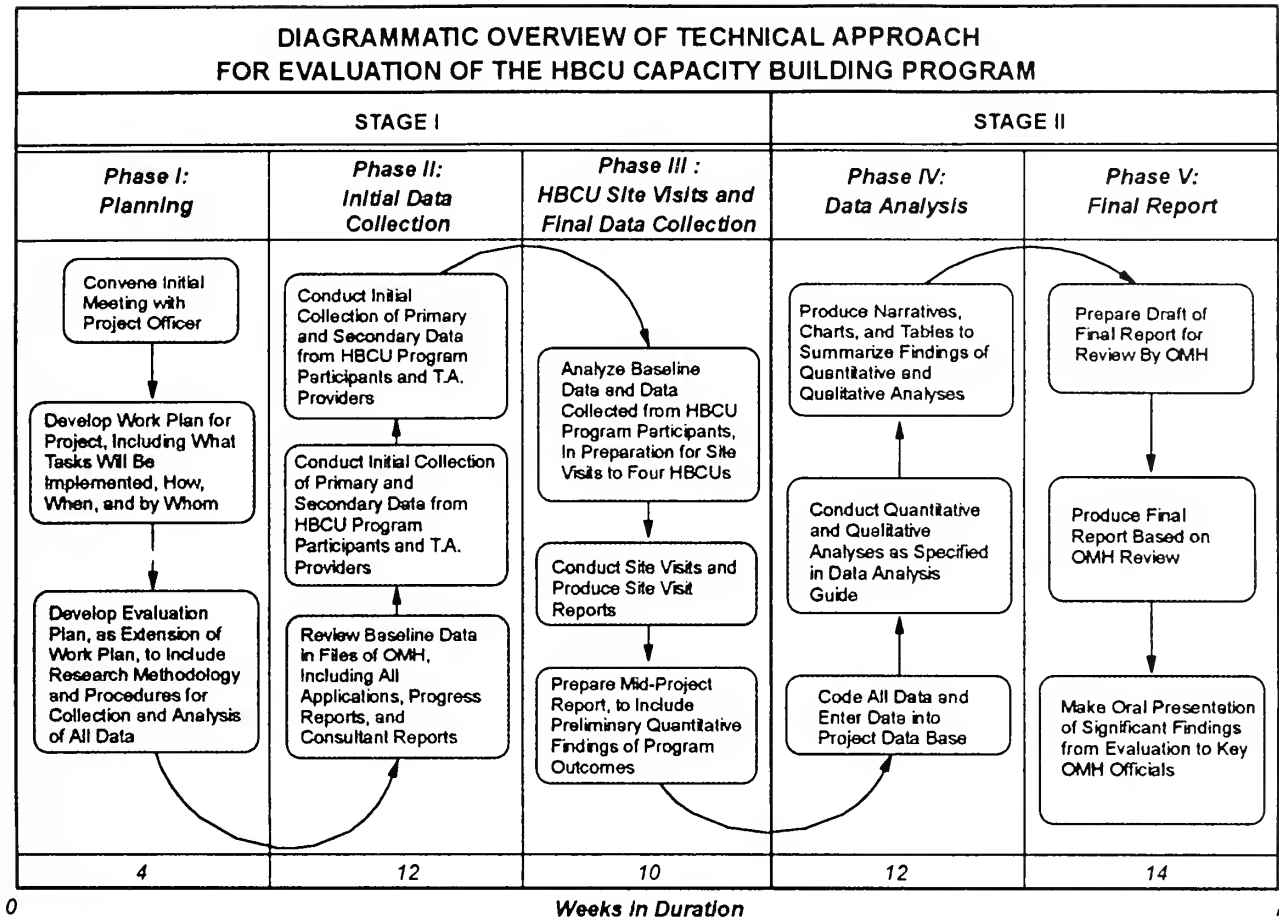 DIAGRAMMATIC OVERVIEW OF TECHNICAL APPROACH
FOR EVALUATION OF THE HBCU CAPACITY BUILDING PROGRAM
STAGE I
STAGE II
Phase I:
Planning
Phase II:
Initial Data
Collection
Phase III :
HBCU Site Visits and
Final Data Collection
Phase IV:
Data Analysis
Phase V:
Final Report
Convene Initial
Meeting with
Project Officer
Develop Work Plan for
Project, Including What
Tasks Will Be
Implemented, How,
When, and by Whom
Develop Evaluation
Plan, as Extension of
Work Plan, to Include
Research Methodology
and Procedures for
Collection and Analysis
of All Data
Conduct Initial
Collection of Primary
and Secondary Data
from HBCU Program
Participants and T.A.
Providers
Conduct Initial Collection
of Primary and
Secondary Data from
HBCU Program
Participants and T.A.
Providers
Review Baseline Data
in Files of OMH,
Including All
Applications, Progress
Reports, and
Consultant Reports
Analyze Baseline
Data and Data
Collected from HBCU
Program Participants,
In Preparation for Site
Visits to Four HBCUs
Conduct Site Visits and
Produce Site Visit
Reports
Prepare Mid-Project
Report, to Include
Preliminary Quantitative
Findings of Program
Outcomes
Produce Narratives,
Charts, and Tables to
Summarize Findings of
Quantitative and
Qualitative Analyses
Conduct Quantitative
and Qualitative
Analyses as Specified
in Data Analysis
Guide
Code All Data and
Enter Data into
Project Data Base
Prepare Draft of
Final Report for
Review By OMH
Produce Final
Report Based on
OMH Review
Make Oral Presentation
of Significant Findings
from Evaluation to Key
OMH Officials
4
12
10
12
14
0
Weeks in Duration